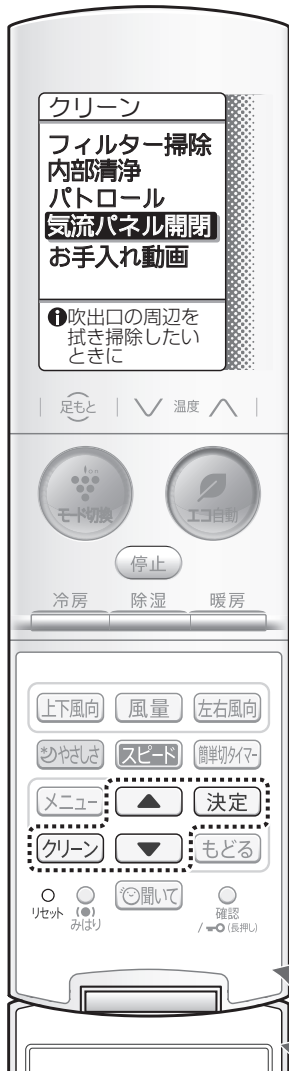 クリーン
フィルター掃除
内部清浄
パトロール
気流パネル開閉
お手入れ動画
❶吹出口の周辺を
拭き掃除したい
ときに
足もと 温度
ion
モード切換 エコ自動
停止
冷房 除湿 暖房
上下風向 風量 左右風向
やさしさ スピード 簡単切タイマー
メニュー ▲ 決定
クリーン ▼ もどる
リセット みはり 聞いて 確認
/ (長押し)